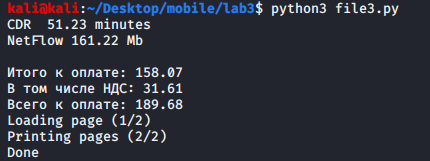 kali@kali:~/Desktop/mobile/lab3$ python3 file3.py
CDR  51.23 minutes
NetFlow 161.22 Mb

Итого к оплате: 158.07
В том числе НДС: 31.61
Всего к оплате: 189.68
Loading page (1/2)
Printing pages (2/2)
Done